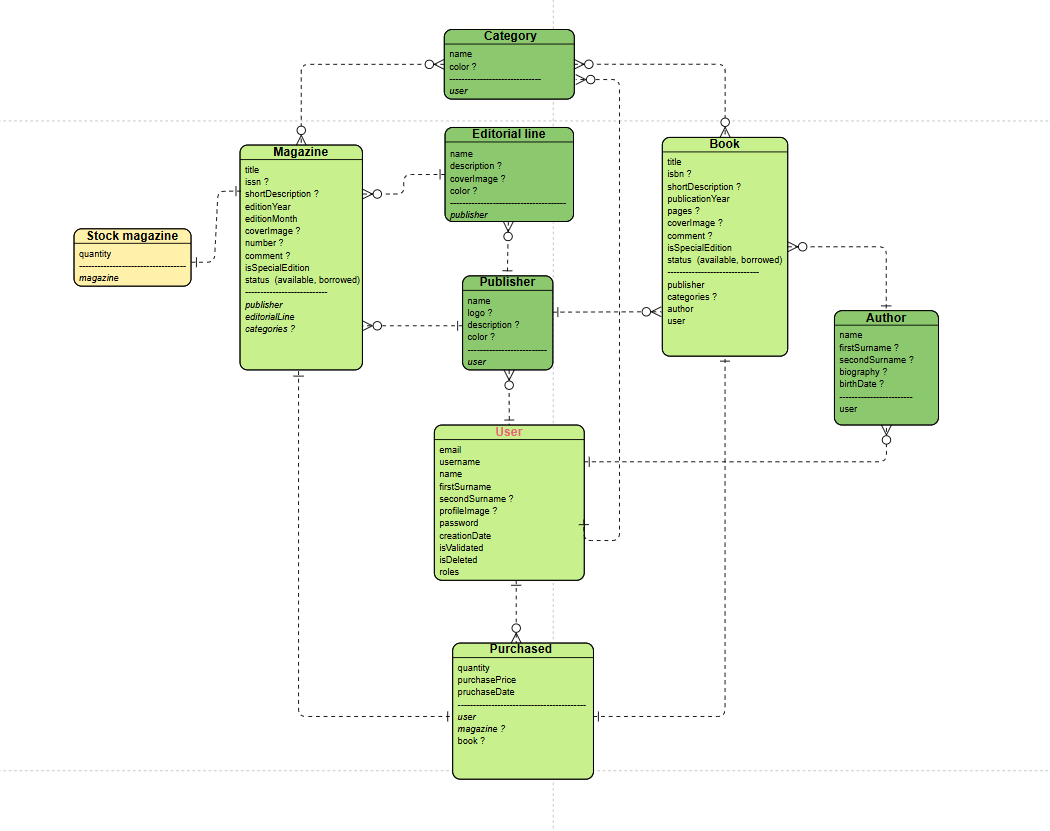 Category
name
color ?
------------------------------
user
Editorial line
name
description ?
coverImage ?
color ?
--------------------------------------
publisher
Magazine
title
issn ?
shortDescription ?
editionYear
editionMonth
coverImage ?
number ?
comment ?
isSpecialEdition
status (available, borrowed)
---------------------------
publisher
editorialLine
categories ?
Book
title
isbn ?
shortDescription ?
publicationYear
pages ?
coverImage ?
comment ?
isSpecialEdition
status (available, borrowed)
------------------------------
publisher
categories ?
author
user
Stock magazine
quantity
-----------------------------------
magazine
Publisher
name
logo ?
description ?
color ?
--------------------------
user
Author
name
firstSurname ?
secondSurname ?
biography ?
birthDate ?
------------------------
user
User
email
username
name
firstSurname
secondSurname ?
profileImage ?
password
creationDate
isValidated
isDeleted
roles
Purchased
quantity
purchasePrice
pruchaseDate
------------------------------------------
user
magazine ?
book ?